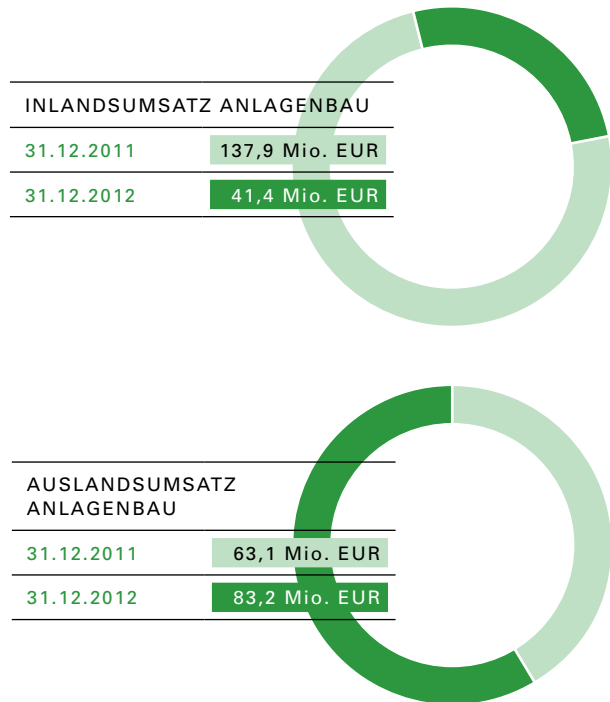 INLANDSUMSATZ ANLAGENBAU
31.12.2011 137,9 Mio. EUR
31.12.2012 41,4 Mio. EUR
AUSLANDSUMSATZ
ANLAGENBAU
31.12.2011 63,1 Mio. EUR
31.12.2012 83,2 Mio. EUR